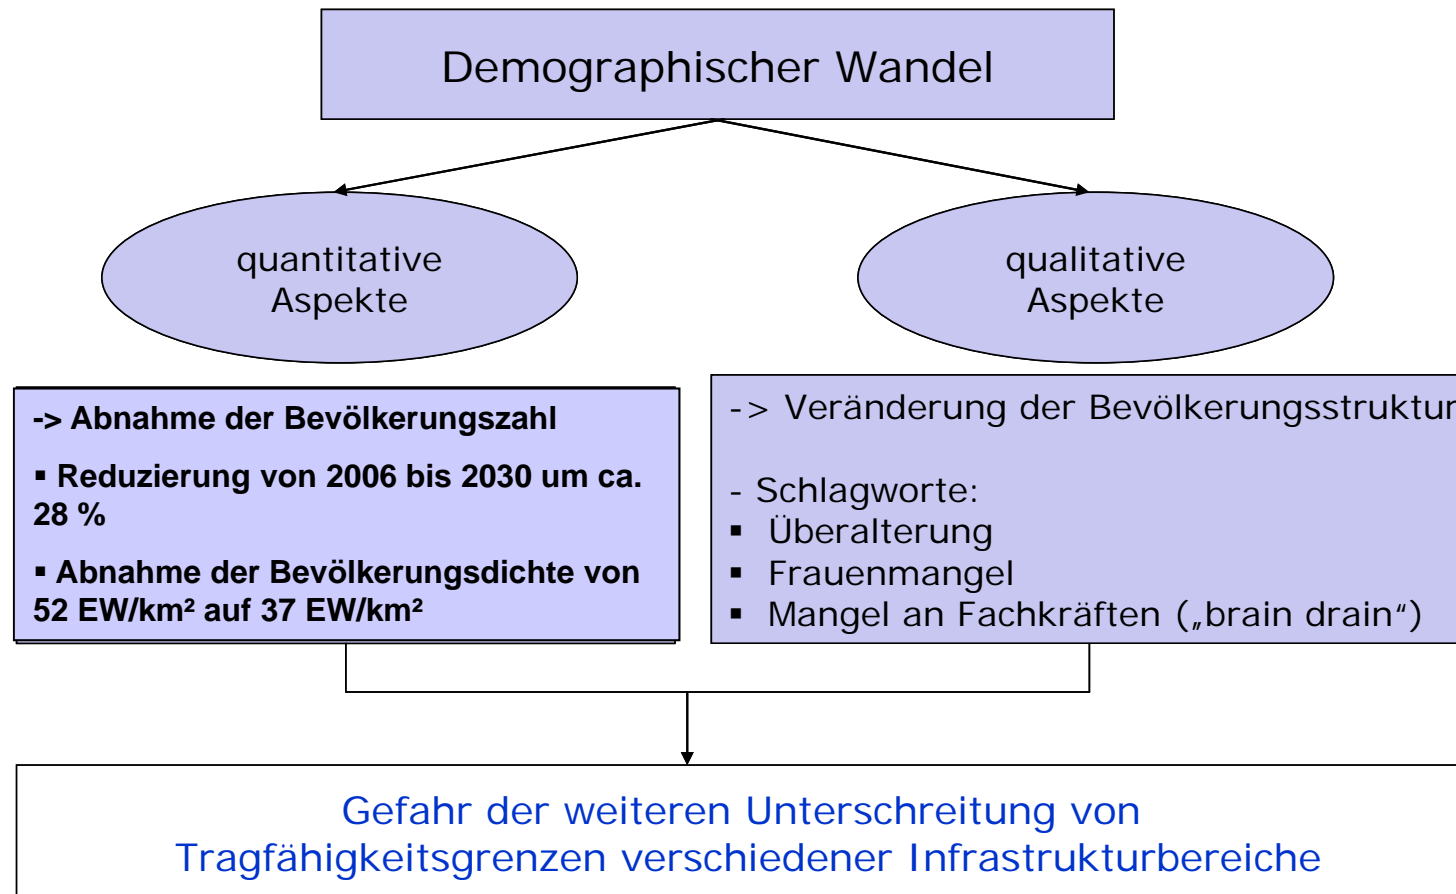 Demographischer Wandel
quantitative
Aspekte
qualitative
Aspekte
-> Abnahme der Bevölkerungszahl
▪ Reduzierung von 2006 bis 2030 um ca.
28 %
▪ Abnahme der Bevölkerungsdichte von
52 EW/km² auf 37 EW/km²
-> Veränderung der Bevölkerungsstruktur
- Schlagworte:
▪ Überalterung
▪ Frauenmangel
▪ Mangel an Fachkräften („brain drain“)
Gefahr der weiteren Unterschreitung von
Tragfähigkeitsgrenzen verschiedener Infrastrukturbereiche